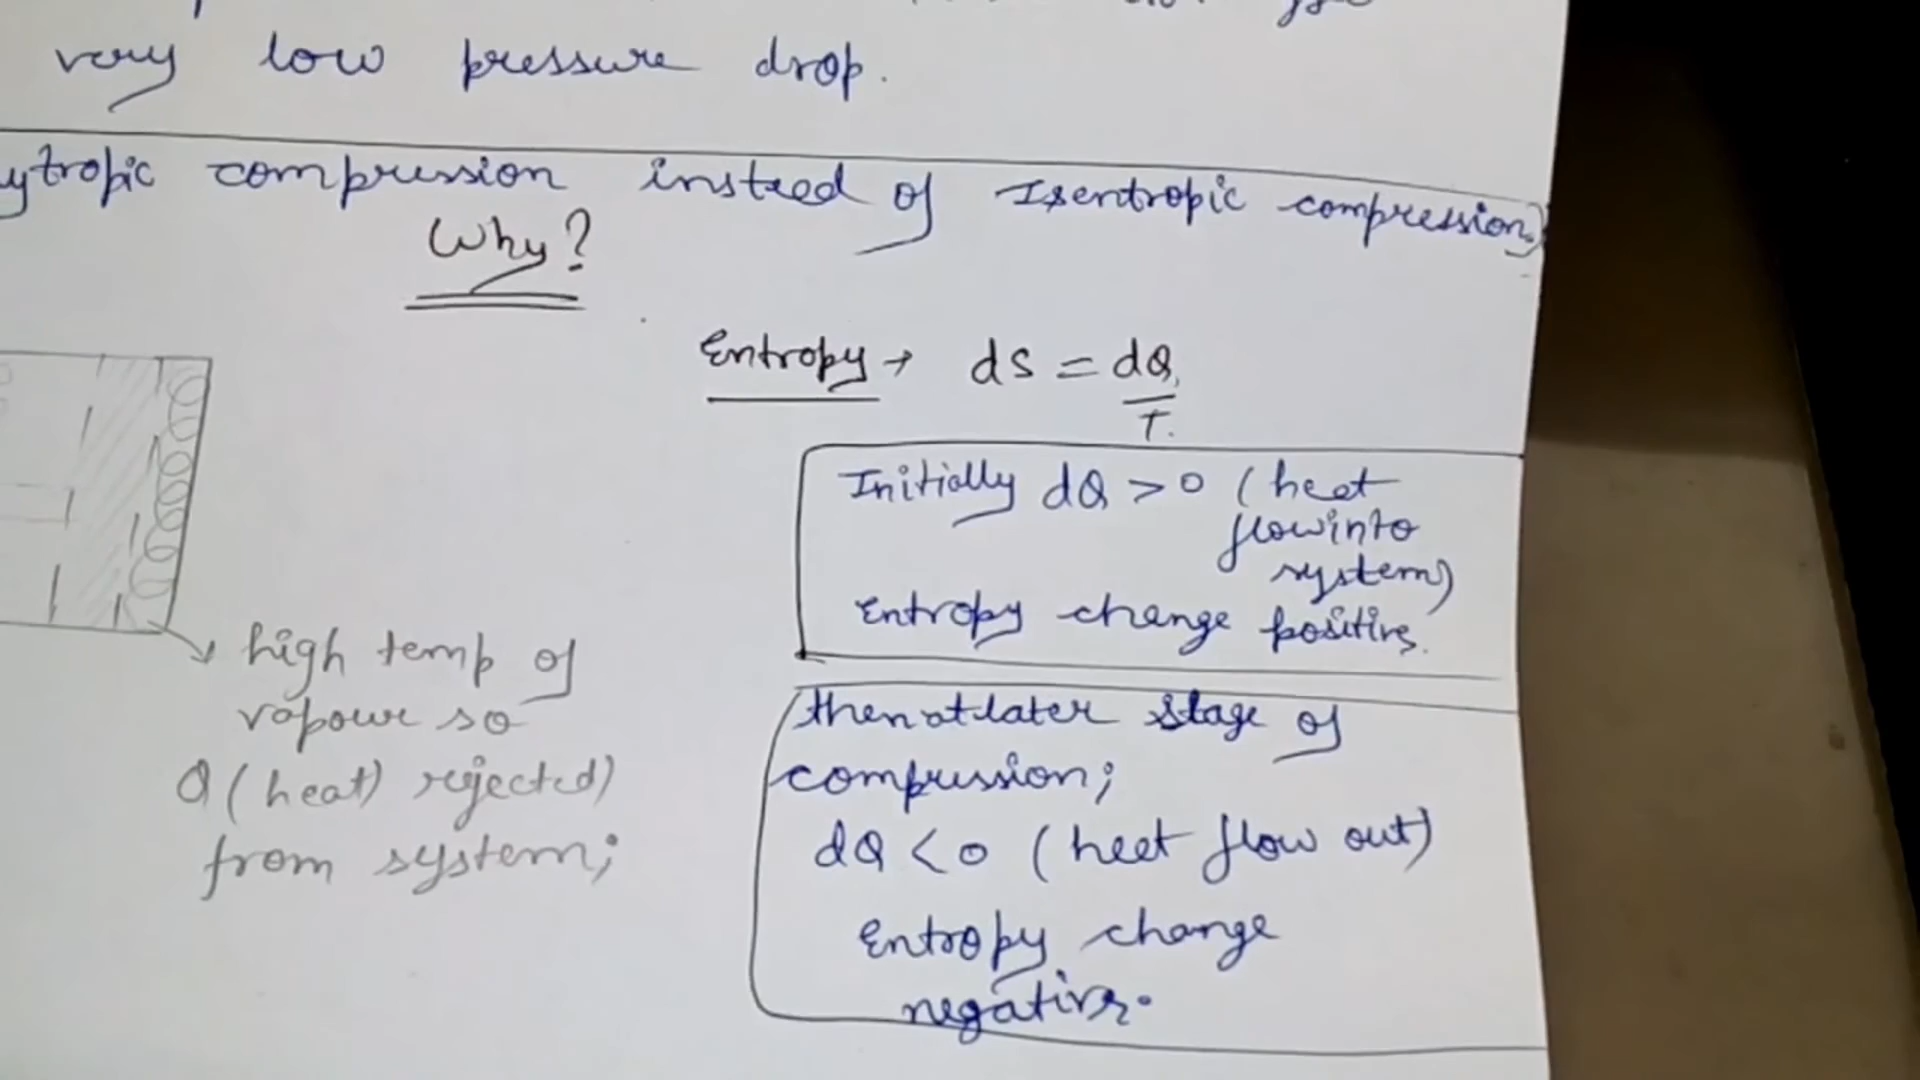 very low pressure drop.
ytropic compression instead of Isentropic compression)
Why?
Entropy → dS = dQ
T.
Initially dQ > 0 (heat
flow into
system)
Entropy change positive.
then at later stage of
compression;
dQ < 0 (heet flow out)
Entropy change
negative.
high temp of
vapour so
Q (heat) rejected)
from system;